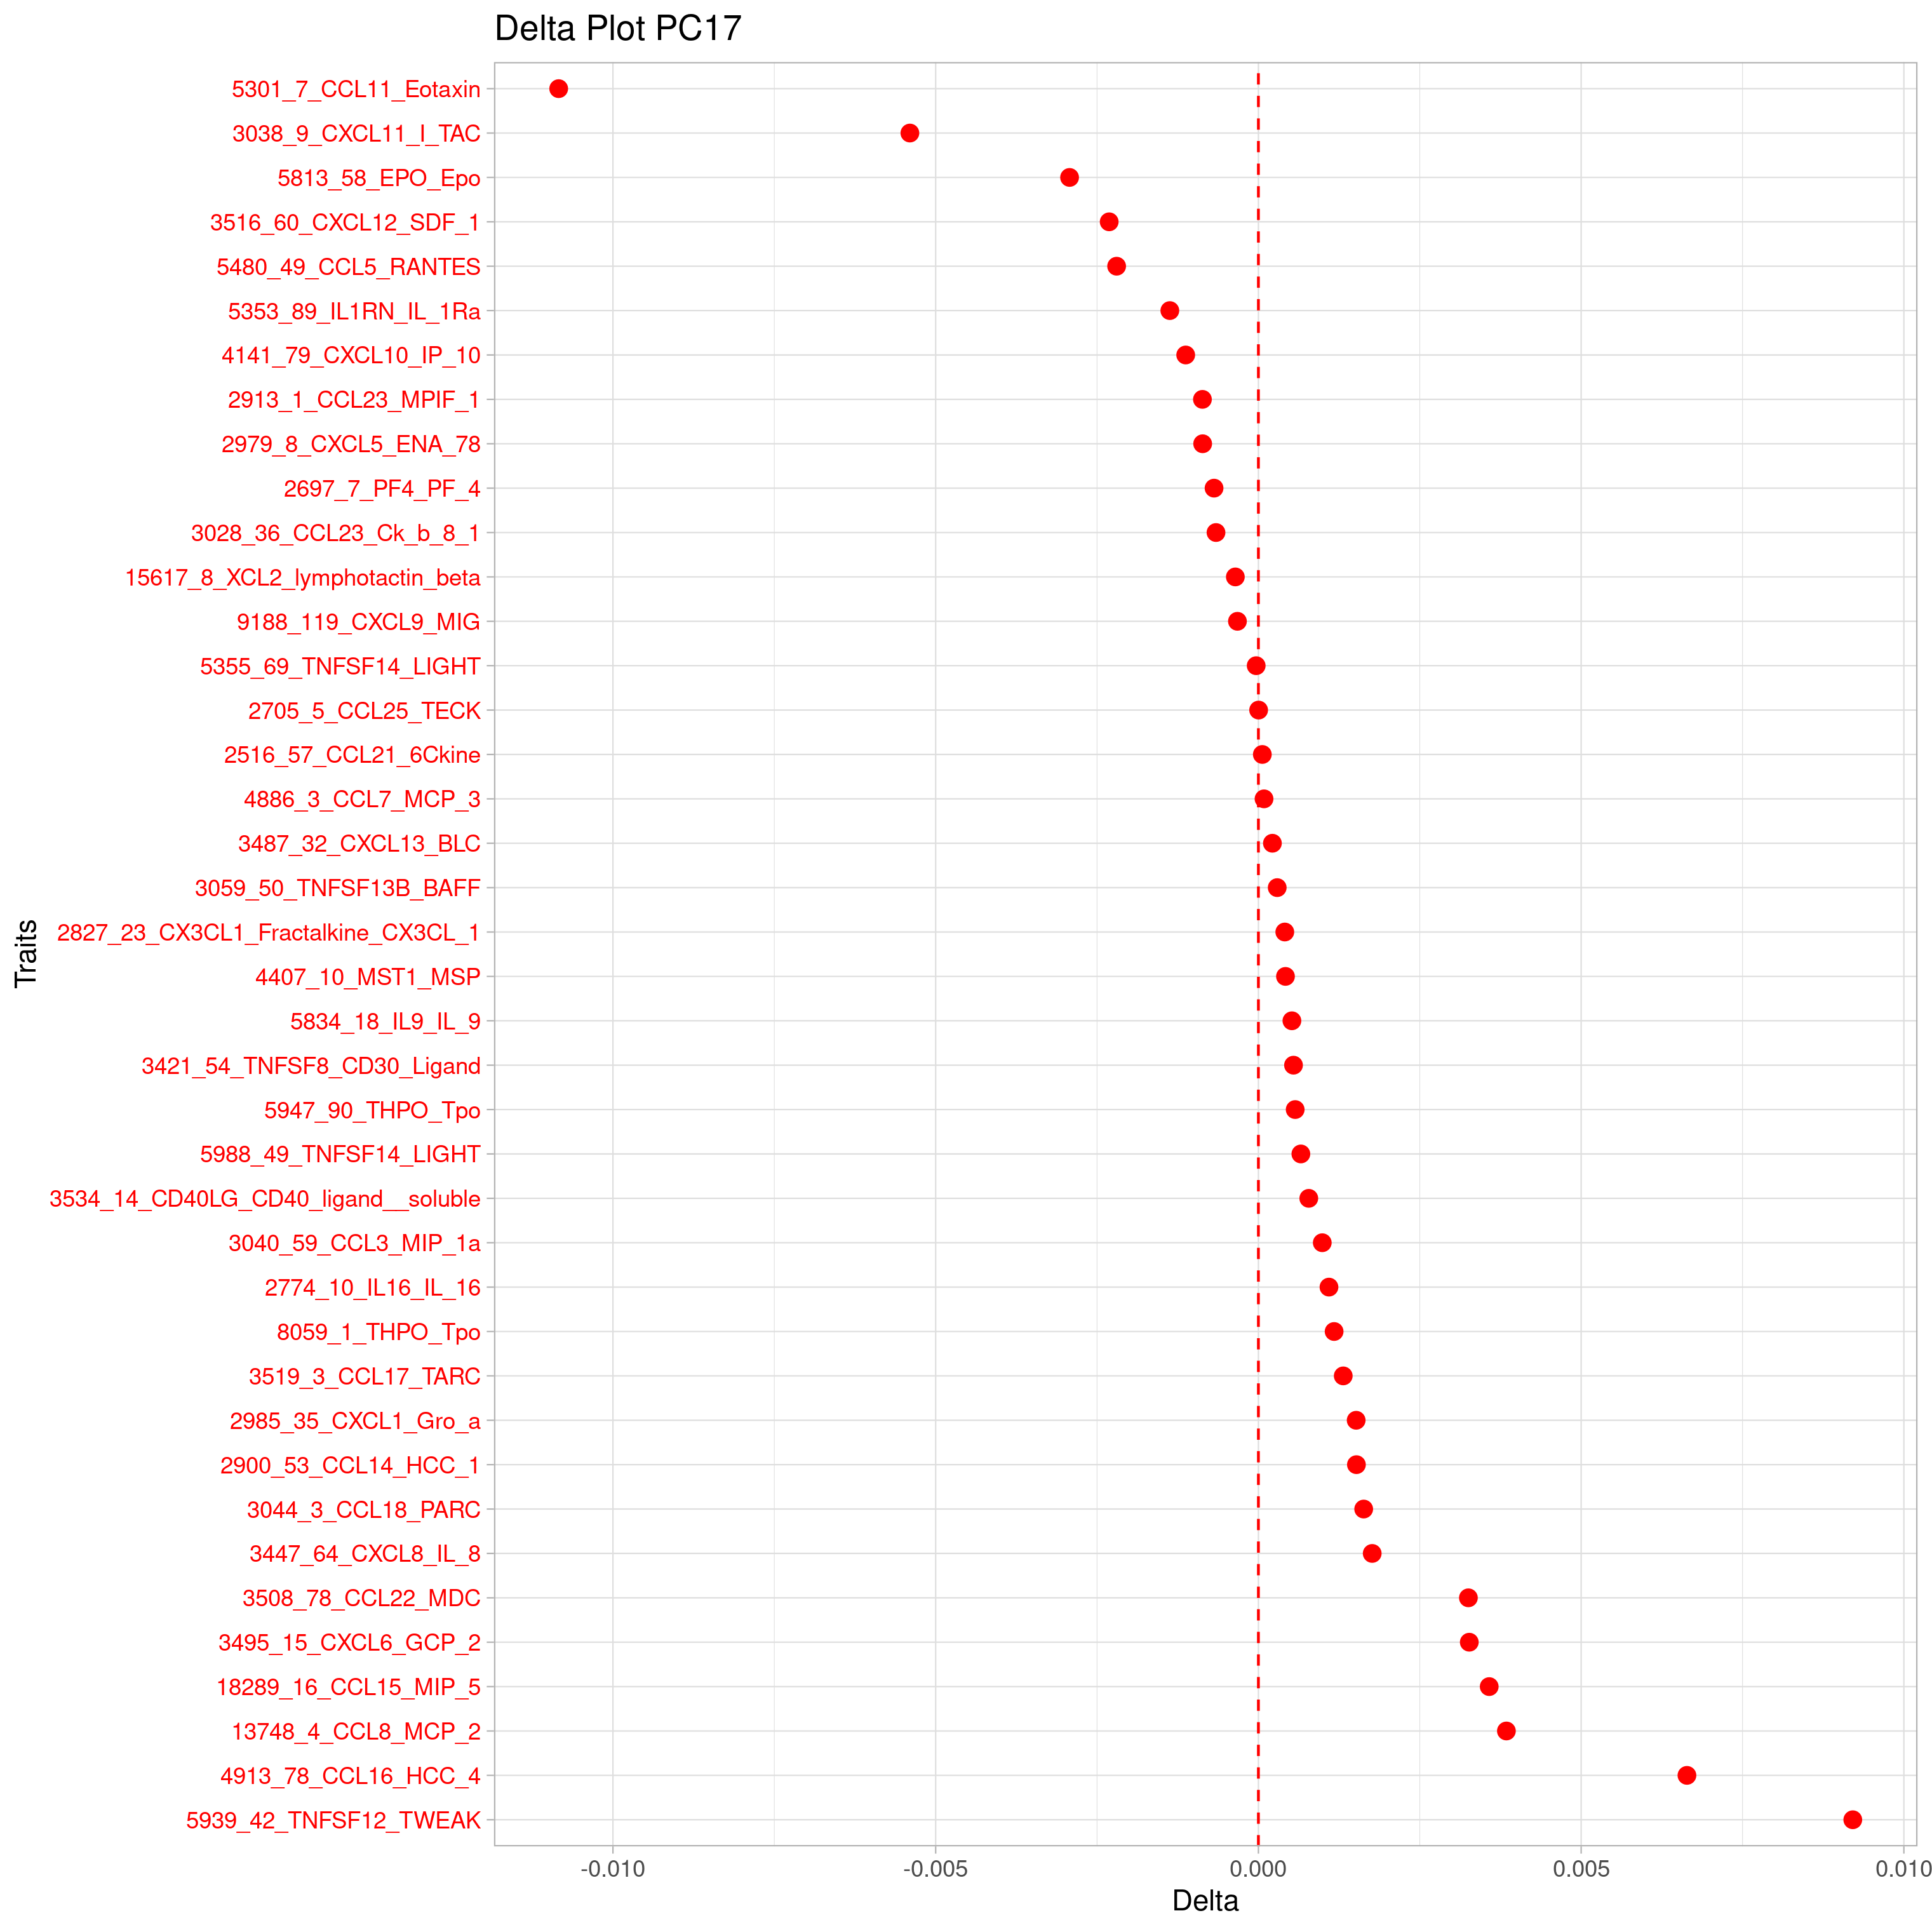 Delta Plot PC17
5301_7_CCL11_Eotaxin
3038_9_CXCL11_I_TAC
5813_58_EPO_Epo
3516_60_CXCL12_SDF_1
5480_49_CCL5_RANTES
5353_89_IL1RN_IL_1Ra
4141_79_CXCL10_IP_10
2913_1_CCL23_MPIF_1
2979_8_CXCL5_ENA_78
2697_7_PF4_PF_4
3028_36_CCL23_Ck_b_8_1
15617_8_XCL2_lymphotactin_beta
9188_119_CXCL9_MIG
5355_69_TNFSF14_LIGHT
2705_5_CCL25_TECK
2516_57_CCL21_6Ckine
4886_3_CCL7_MCP_3
3487_32_CXCL13_BLC
3059_50_TNFSF13B_BAFF
2827_23_CX3CL1_Fractalkine_CX3CL_1
4407_10_MST1_MSP
5834_18_IL9_IL_9
3421_54_TNFSF8_CD30_Ligand
5947_90_THPO_Tpo
5988_49_TNFSF14_LIGHT
3534_14_CD40LG_CD40_ligand__soluble
3040_59_CCL3_MIP_1a
2774_10_IL16_IL_16
8059_1_THPO_Tpo
3519_3_CCL17_TARC
2985_35_CXCL1_Gro_a
2900_53_CCL14_HCC_1
3044_3_CCL18_PARC
3447_64_CXCL8_IL_8
3508_78_CCL22_MDC
3495_15_CXCL6_GCP_2
18289_16_CCL15_MIP_5
13748_4_CCL8_MCP_2
4913_78_CCL16_HCC_4
5939_42_TNFSF12_TWEAK
Traits
-0.010 -0.005 0.000 0.005 0.010
Delta